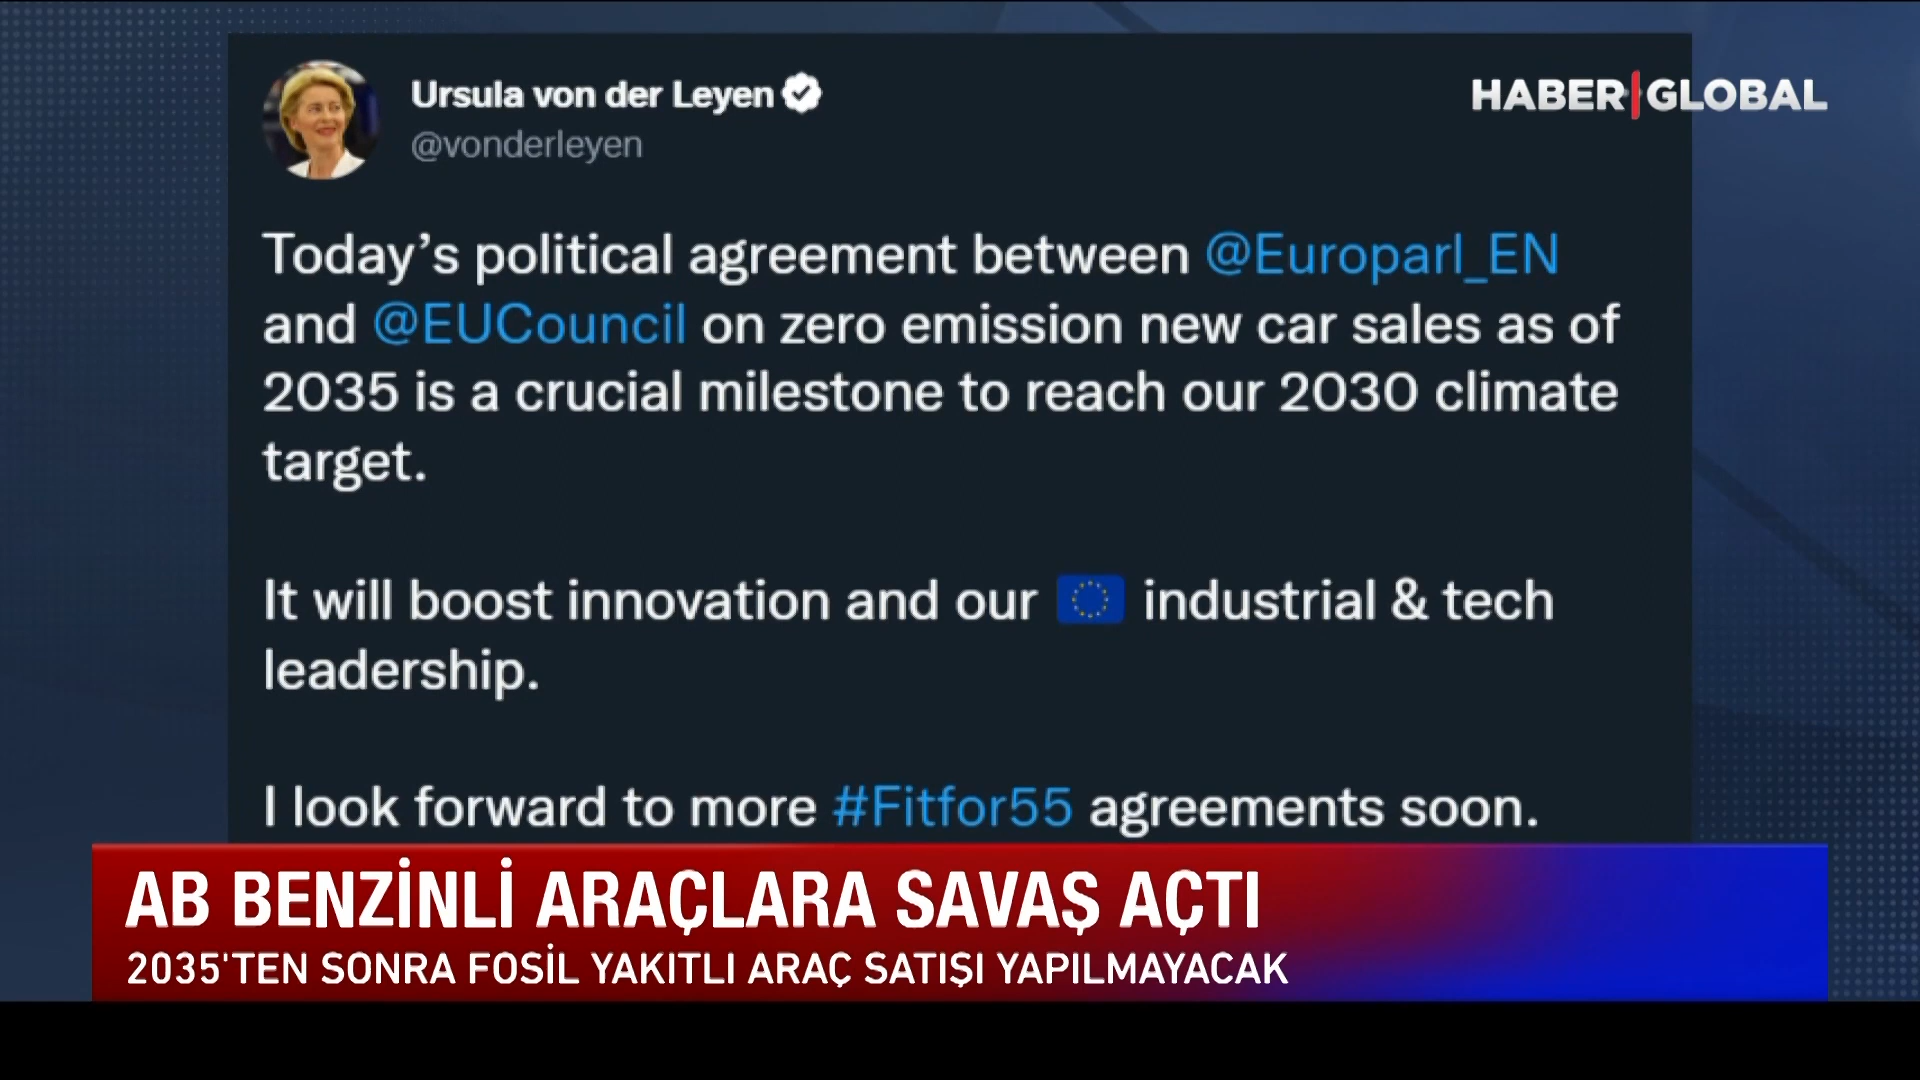 Ursula von der Leyen
@vonderleyen
HABER GLOBAL
Today’s political agreement between @Europarl_EN
and @EUCouncil on zero emission new car sales as of
2035 is a crucial milestone to reach our 2030 climate
target.
It will boost innovation and our 🇪🇺 industrial & tech
leadership.
I look forward to more #Fitfor55 agreements soon.
AB BENZİNLİ ARAÇLARA SAVAŞ AÇTI
2035'TEN SONRA FOSİL YAKITLI ARAÇ SATIŞI YAPILMAYACAK